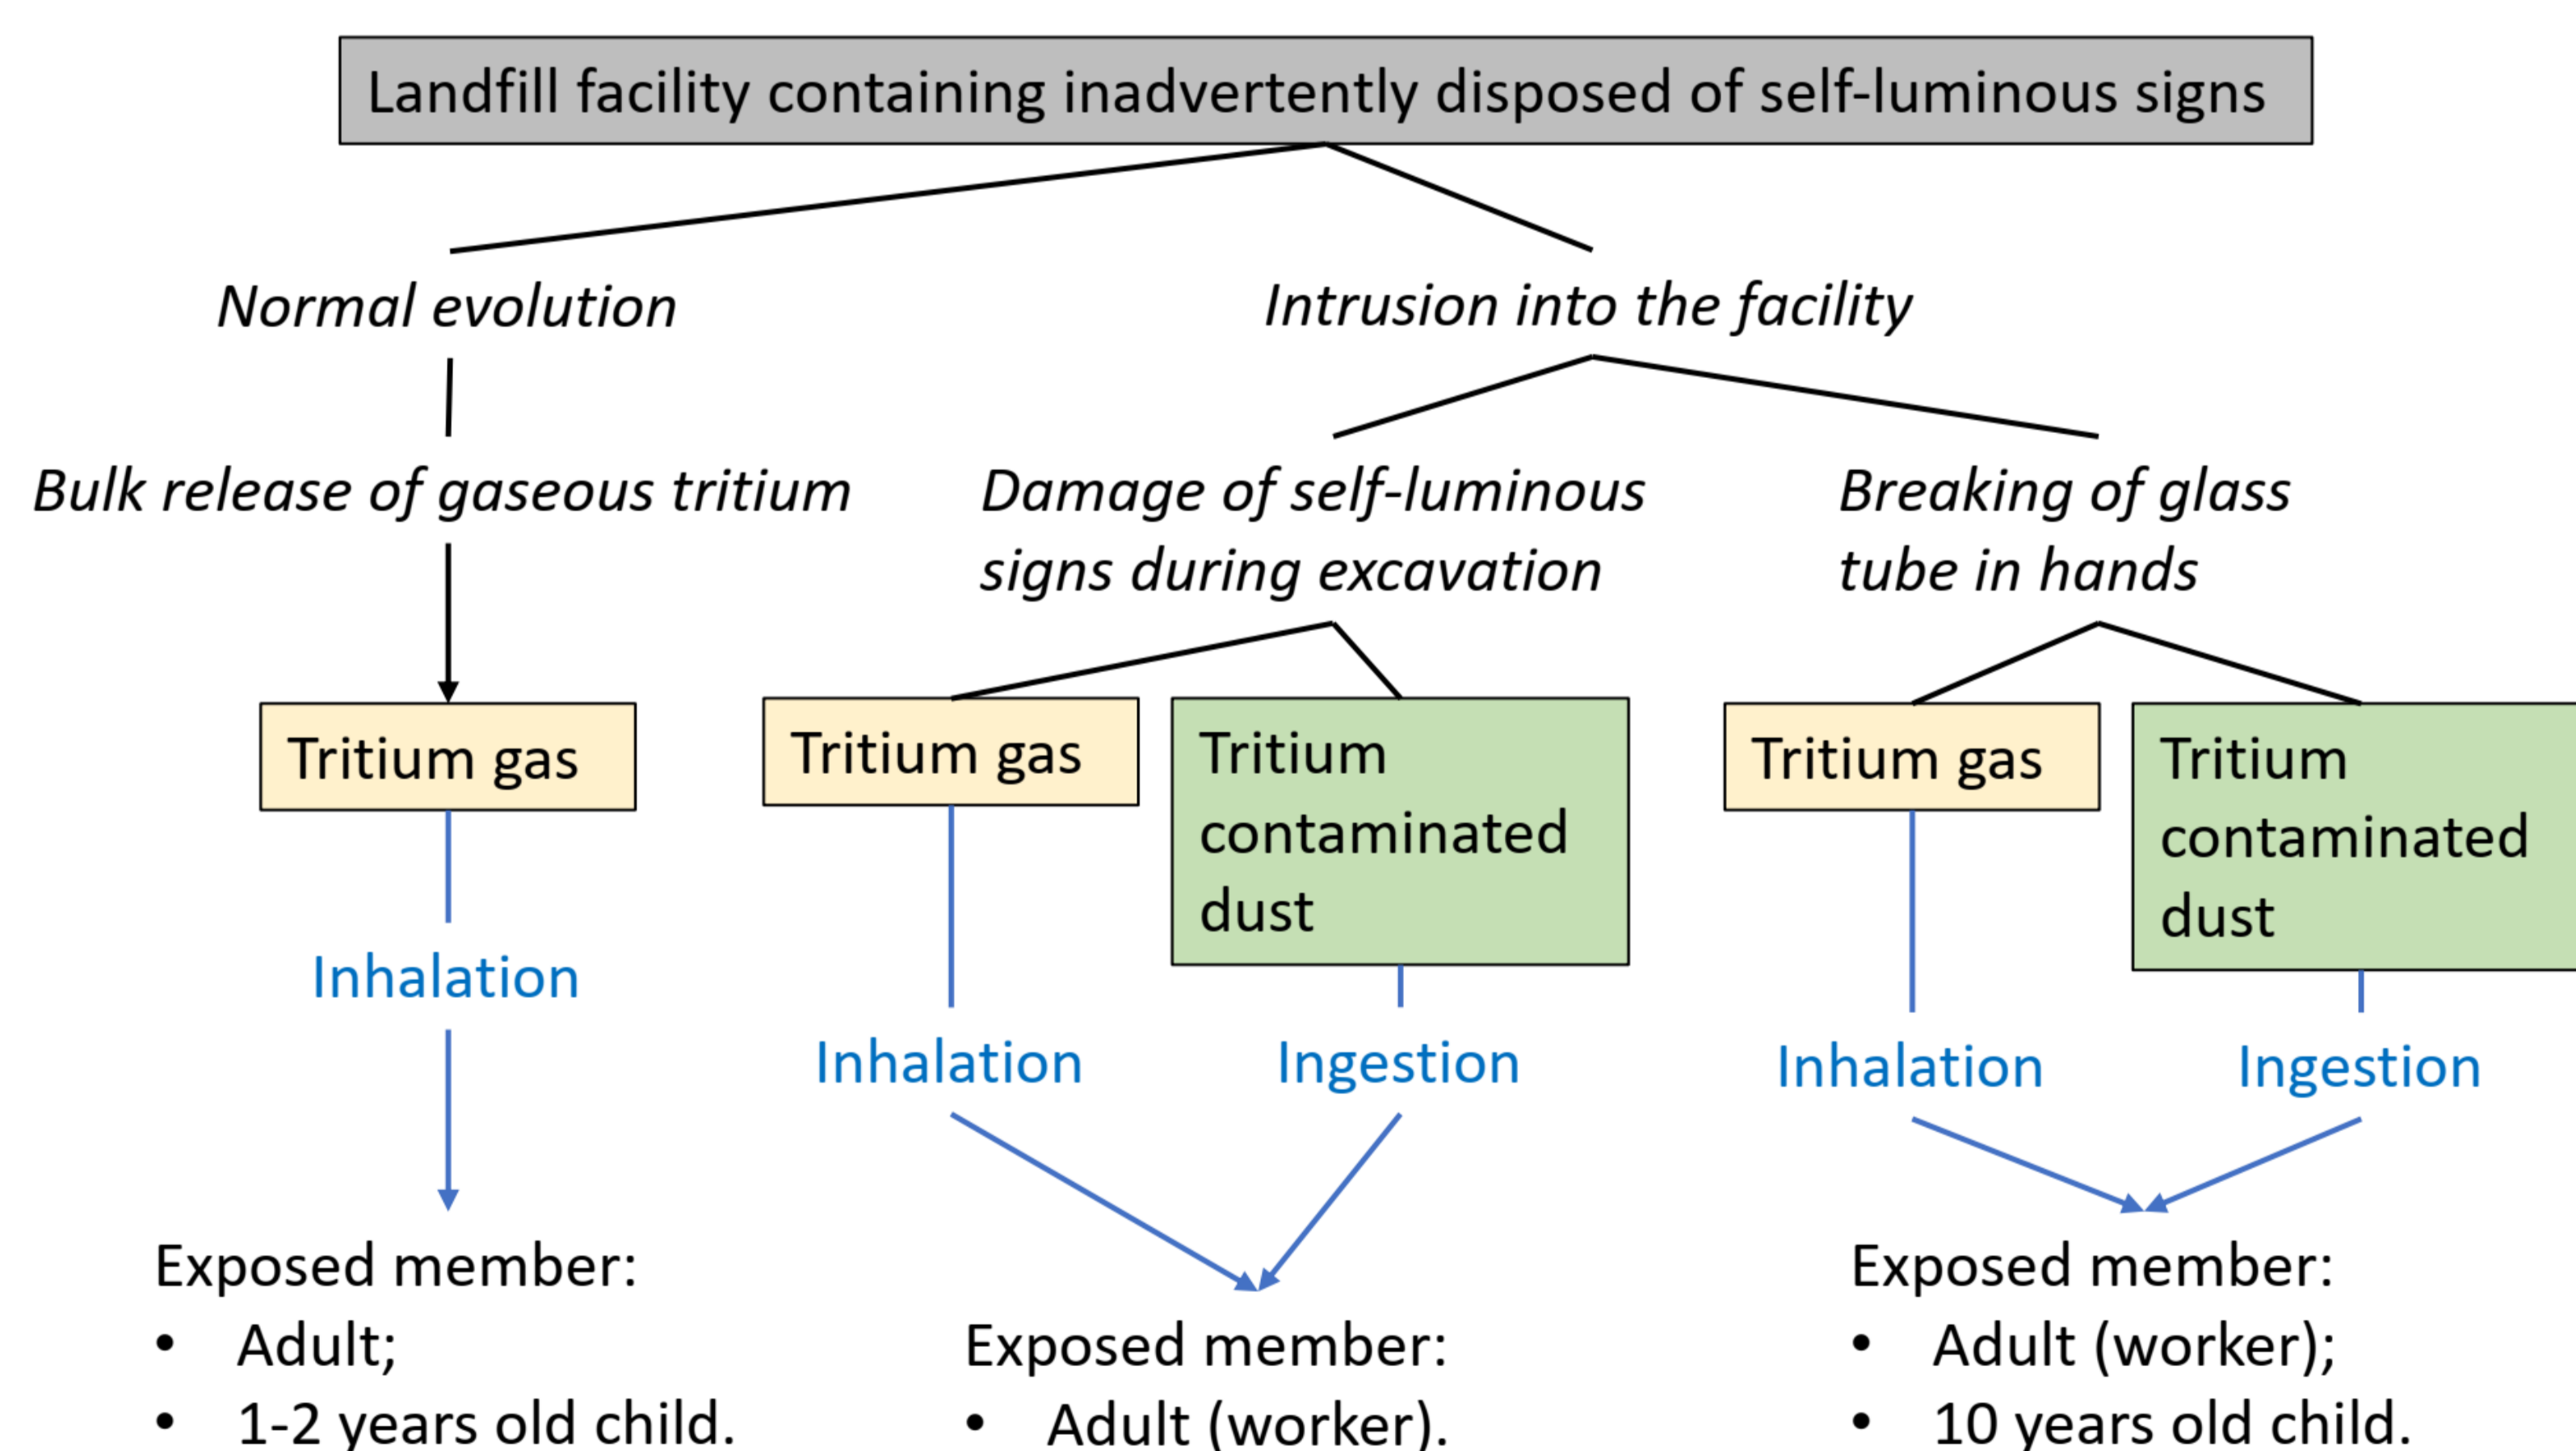 Landfill facility containing inadvertently disposed of self-luminous signs
Normal evolution
Intrusion into the facility
Bulk release of gaseous tritium
Damage of self-luminous
signs during excavation
Breaking of glass
tube in hands
Tritium gas
Tritium gas
Tritium
contaminated
dust
Tritium gas
Tritium
contaminated
dust
Inhalation
Inhalation
Ingestion
Inhalation
Ingestion
Exposed member:
• Adult;
• 1-2 years old child.
Exposed member:
• Adult (worker).
Exposed member:
• Adult (worker);
• 10 years old child.